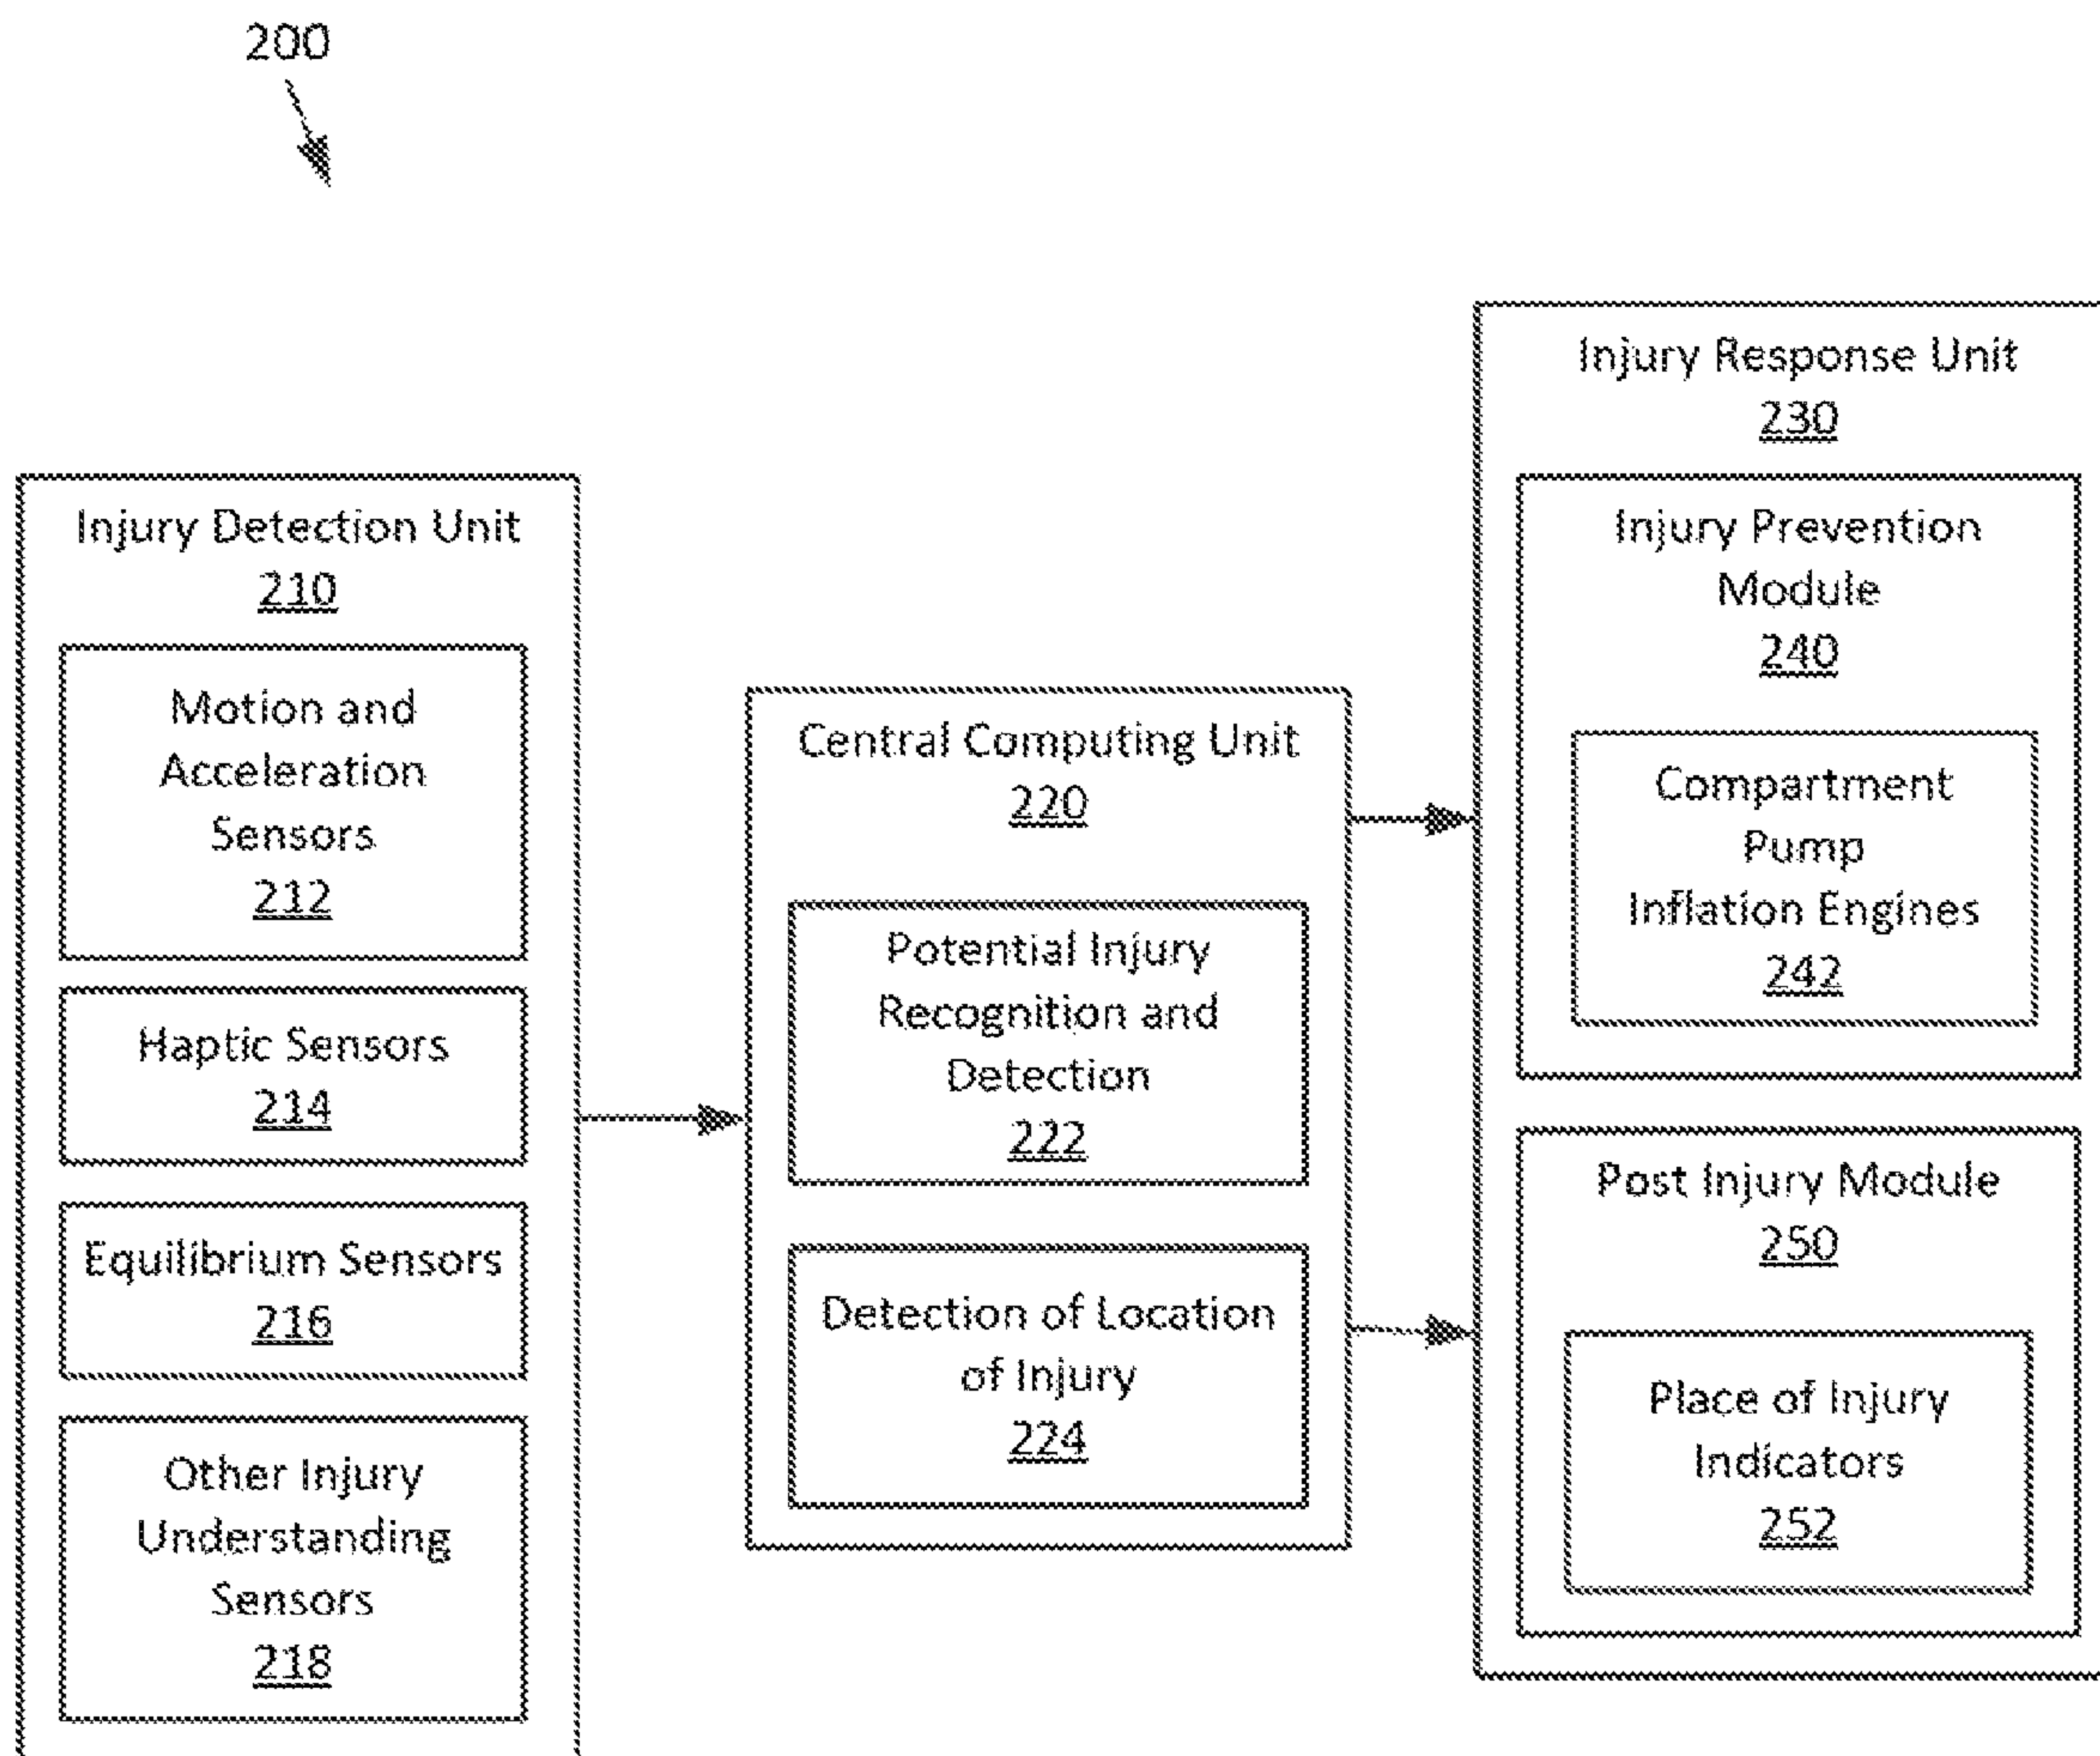 200
Injury Detection Unit
210
Motion and
Acceleration
Sensors
212
Haptic Sensors
214
Equilibrium Sensors
216
Other Injury
Understanding
Sensors
218
Central Computing Unit
220
Potential Injury
Recognition and
Detection
222
Detection of Location
of Injury
224
Injury Response Unit
230
Injury Prevention
Module
240
Compartment
Pump
Inflation Engines
242
Post Injury Module
250
Place of Injury
Indicators
252